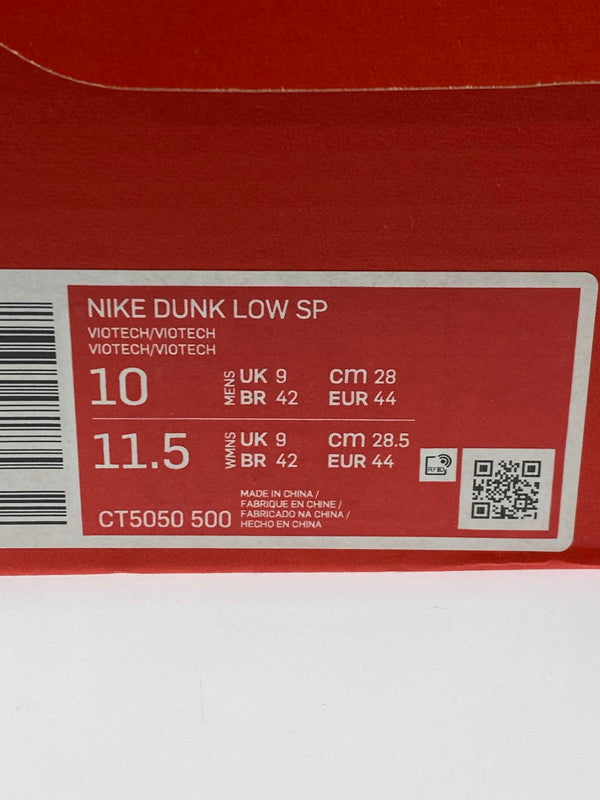 NIKE DUNK LOW SP
VIOTECH/VIOTECH
VIOTECH/VIOTECH
10 MENS UK 9 cm 28
BR 42 EUR 44
11.5 WMNS UK 9 cm 28.5
BR 42 EUR 44
RFID
CT5050 500
MADE IN CHINA /
FABRIQUE EN CHINE /
FABRICADO NA CHINA /
HECHO EN CHINA